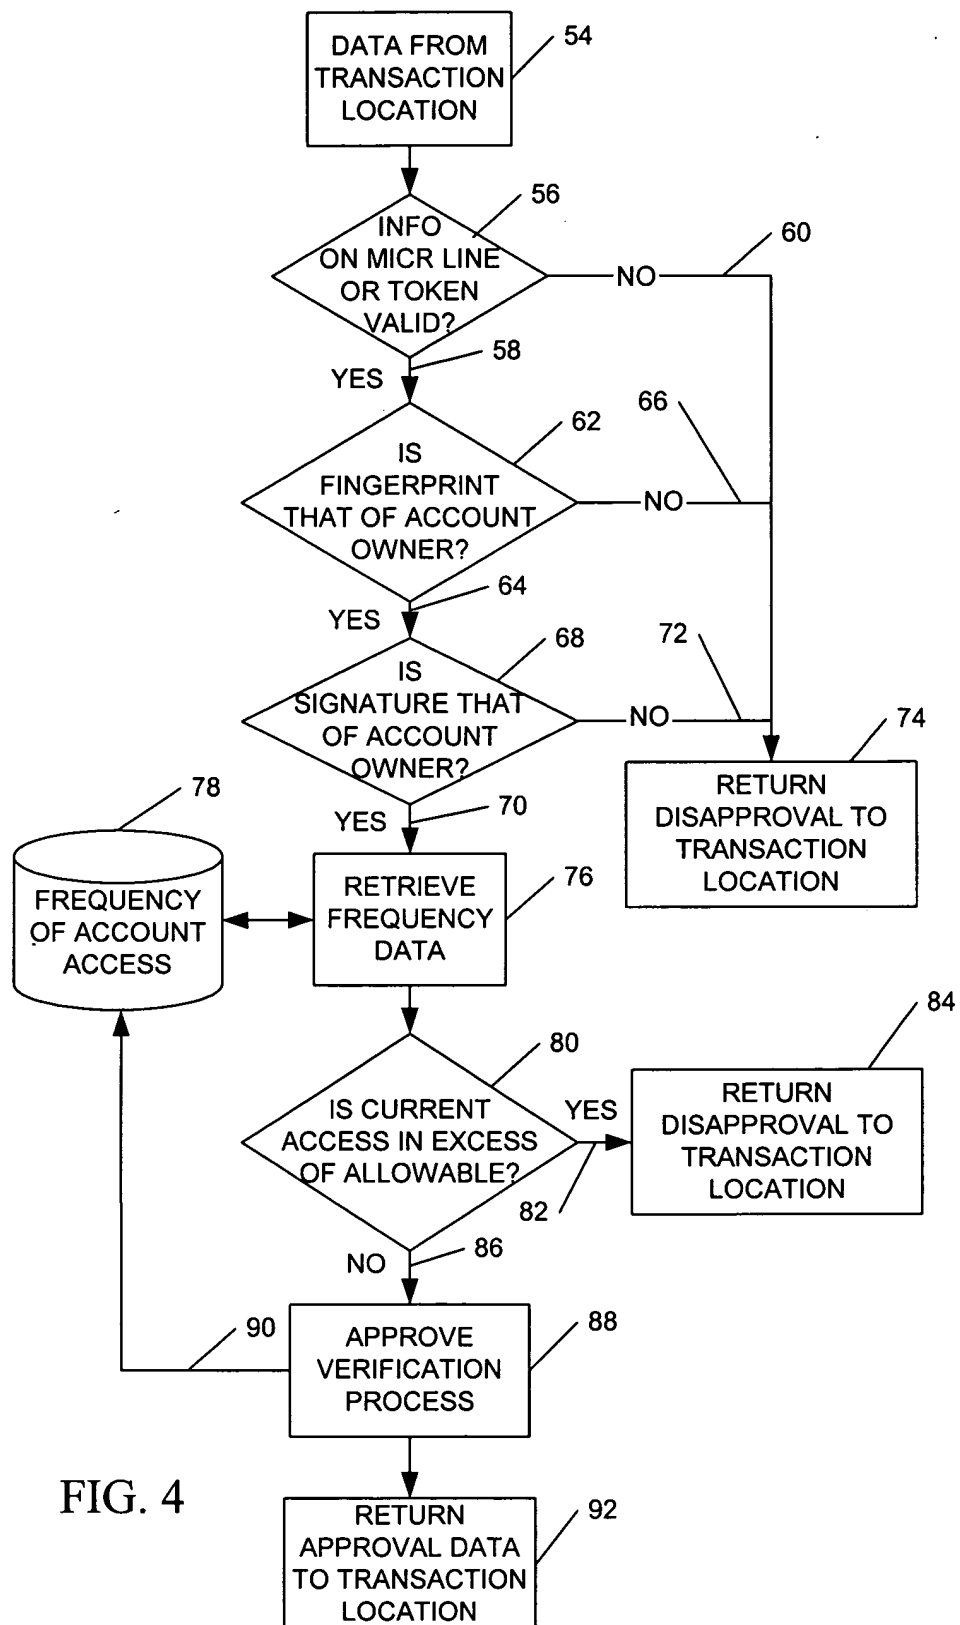 DATA FROM
TRANSACTION
LOCATION
54
INFO
ON MICR LINE
OR TOKEN
VALID?
56
NO
60
YES
58
IS
FINGERPRINT
THAT OF ACCOUNT
OWNER?
62
NO
66
YES
64
IS
SIGNATURE THAT
OF ACCOUNT
OWNER?
68
NO
72
RETURN
DISAPPROVAL TO
TRANSACTION
LOCATION
74
YES
70
FREQUENCY
OF ACCOUNT
ACCESS
78
RETRIEVE
FREQUENCY
DATA
76
IS CURRENT
ACCESS IN EXCESS
OF ALLOWABLE?
80
YES
82
RETURN
DISAPPROVAL TO
TRANSACTION
LOCATION
84
NO
86
APPROVE
VERIFICATION
PROCESS
88
90
RETURN
APPROVAL DATA
TO TRANSACTION
LOCATION
92
FIG. 4